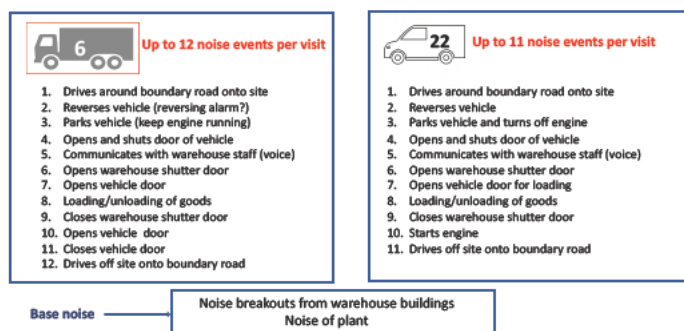 6
Up to 12 noise events per visit
1. Drives around boundary road onto site
2. Reverses vehicle (reversing alarm?)
3. Parks vehicle (keep engine running)
4. Opens and shuts door of vehicle
5. Communicates with warehouse staff (voice)
6. Opens warehouse shutter door
7. Opens vehicle door
8. Loading/unloading of goods
9. Closes warehouse shutter door
10. Opens vehicle door
11. Closes vehicle door
12. Drives off site onto boundary road
22
Up to 11 noise events per visit
1. Drives around boundary road onto site
2. Reverses vehicle
3. Parks vehicle and turns off engine
4. Opens and shuts door of vehicle
5. Communicates with warehouse staff (voice)
6. Opens warehouse shutter door
7. Opens vehicle door for loading
8. Loading/unloading of goods
9. Closes warehouse shutter door
10. Starts engine
11. Drives off site onto boundary road
Base noise
Noise breakouts from warehouse buildings
Noise of plant